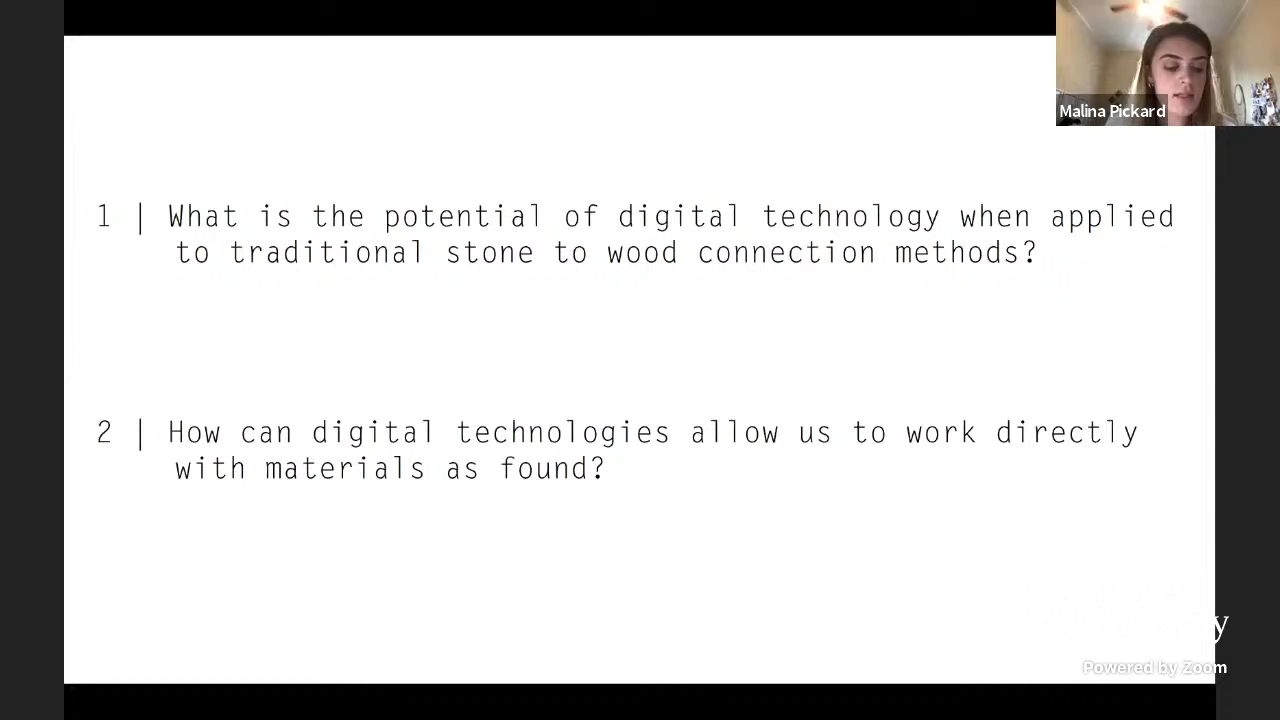 Malina Pickard
1 | What is the potential of digital technology when applied
to traditional stone to wood connection methods?
2 | How can digital technologies allow us to work directly
with materials as found?
Powered by Zoom